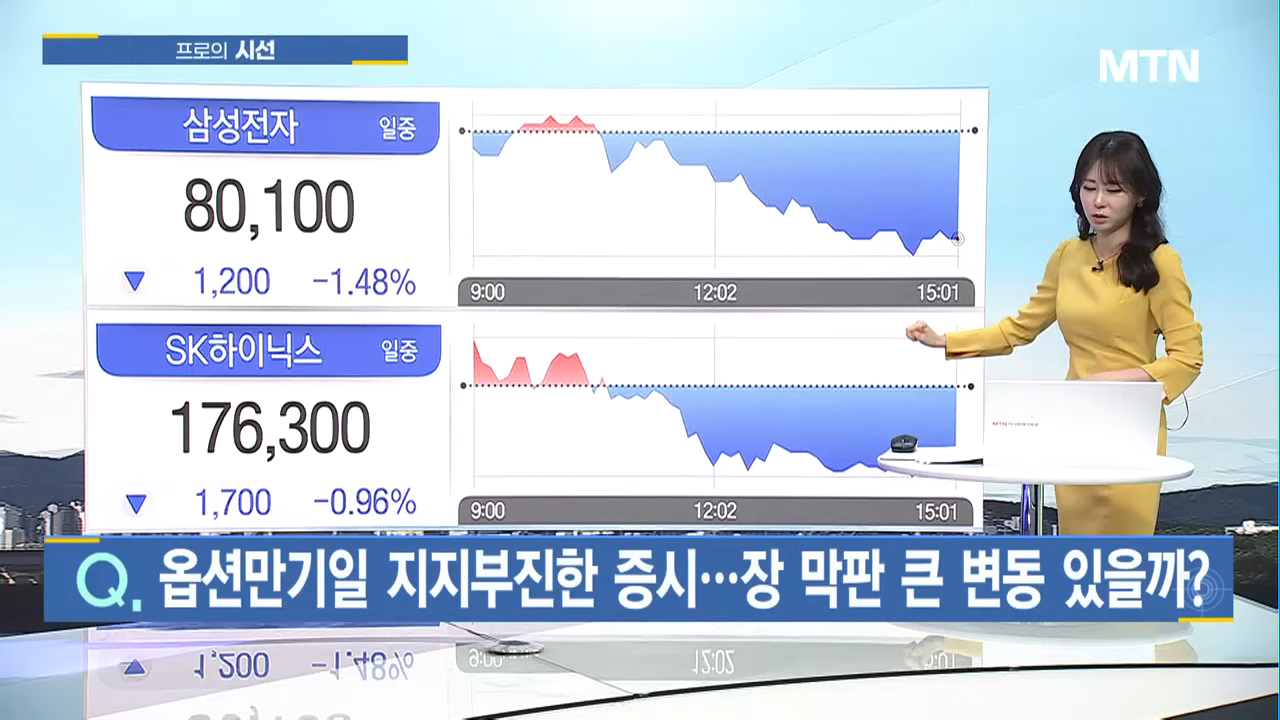 프로의 시선
MTN
삼성전자 일중
80,100
▼ 1,200 -1.48%
9:00 12:02 15:01
SK하이닉스 일중
176,300
▼ 1,700 -0.96%
9:00 12:02 15:01
MTN
Q. 옵션만기일 지지부진한 증시…장 막판 큰 변동 있을까?